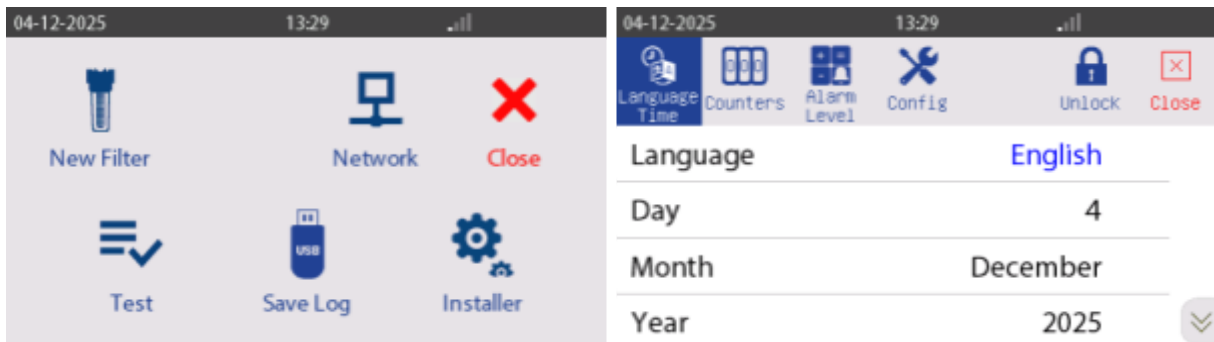 04-12-2025 13:29
New Filter Network Close
USB
Test Save Log Installer
04-12-2025 13:29
Language Time Counters Alarm Level Config Unlock Close
Language English
Day 4
Month December
Year 2025